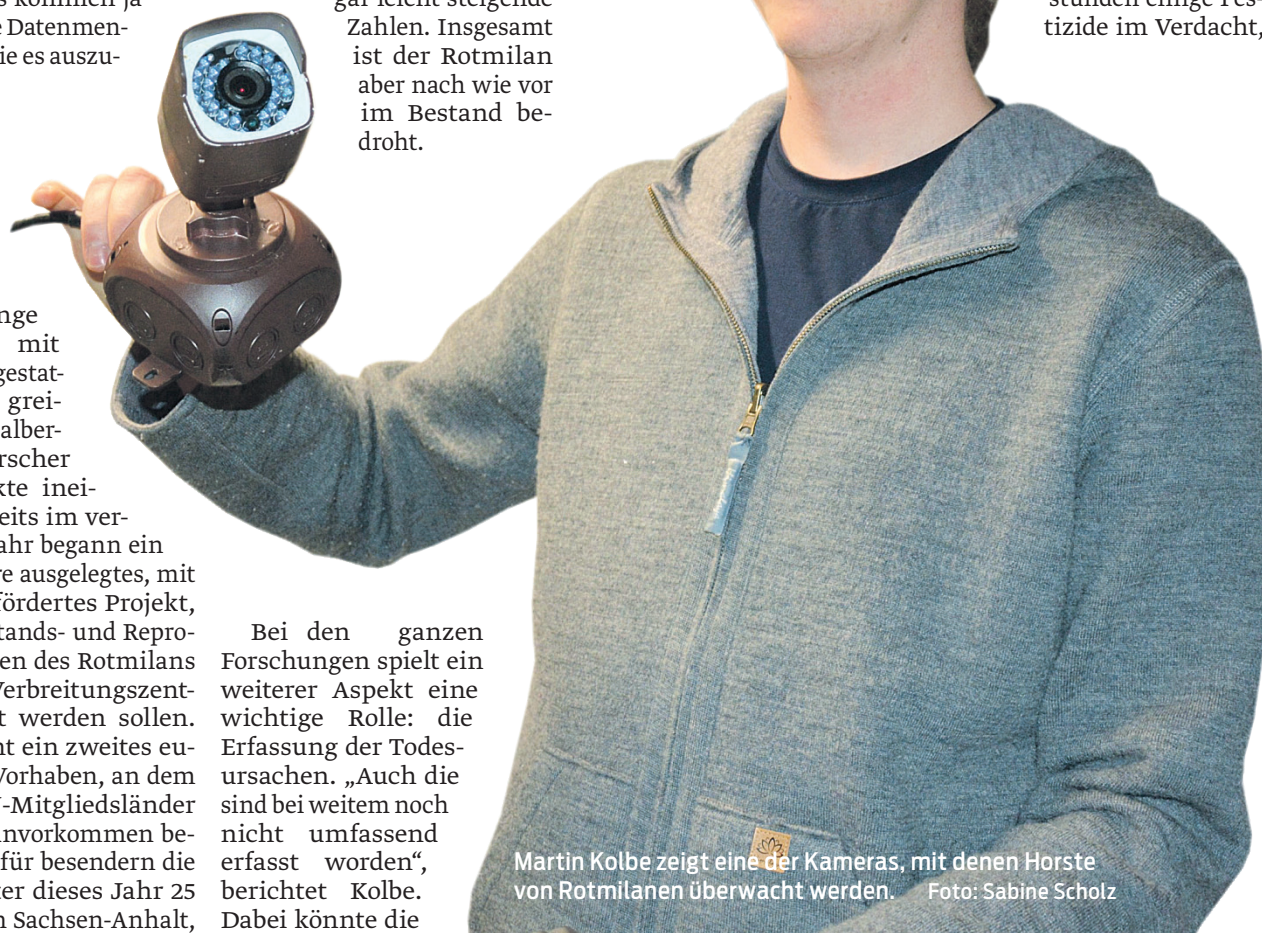 s kommen ja
e Datenmen-
ie es auszu-
nge
mit
gestat-
grei-
alber-
rscher
kte inei-
eits im ver-
ahr begann ein
re ausgelegtes, mit
fördertes Projekt,
tands- und Repro-
en des Rotmilans
Verbreitungszent-
t werden sollen.
nt ein zweites eu-
Vorhaben, an dem
J-Mitgliedsländer
nvorkommen be-
für besendern die
ter dieses Jahr 25
n Sachsen-Anhalt,
gar leicht steigende
Zahlen. Insgesamt
ist der Rotmilan
aber nach wie vor
im Bestand be-
droht.
Bei den ganzen
Forschungen spielt ein
weiterer Aspekt eine
wichtige Rolle: die
Erfassung der Todes-
ursachen. „Auch die
sind bei weitem noch
nicht umfassend
erfasst worden“,
berichtet Kolbe.
Dabei könnte die
stunden einige Pes-
tizide im Verdacht,
Martin Kolbe zeigt eine der Kameras, mit denen Horste
von Rotmilanen überwacht werden. Foto: Sabine Scholz